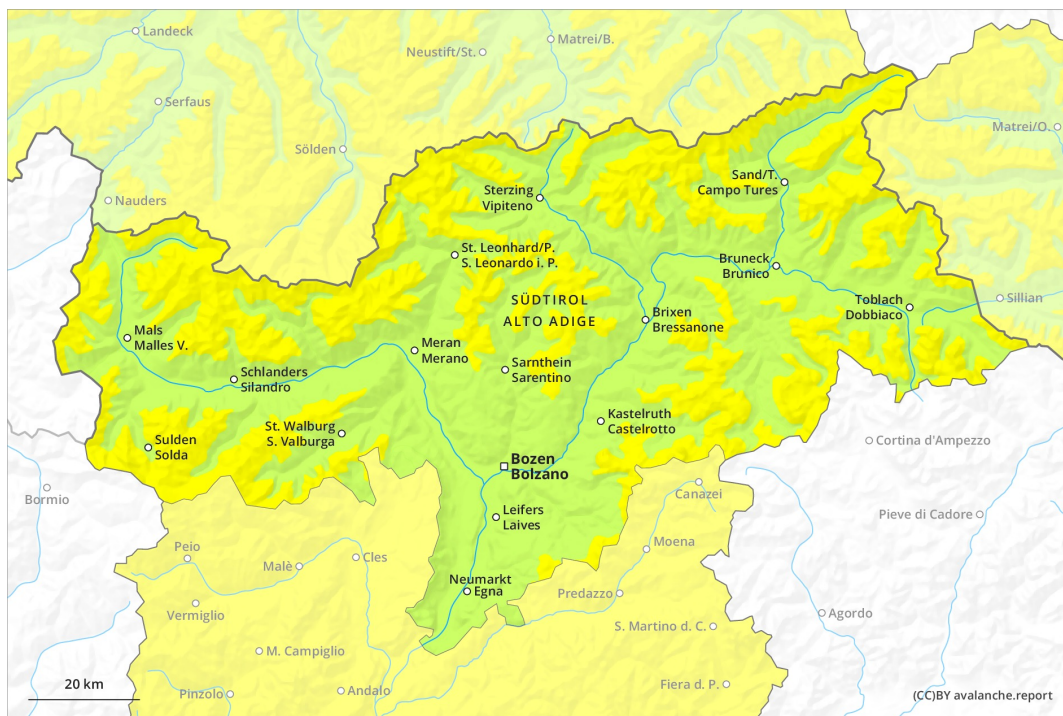 Landeck
Matrei/B.
Neustift/St.
Serfaus
Matrei/O.
Sölden
Sand/T.
Campo Tures
Sterzing
Vipiteno
Nauders
St. Leonhard/P.
S. Leonardo i. P.
Bruneck
Brunico
SÜDTIROL
ALTO ADIGE
Toblach
Dobbiaco
Sillian
Brixen
Bressanone
Mals
Malles V.
Meran
Merano
Sarnthein
Sarentino
Schlanders
Silandro
Kastelruth
Castelrotto
St. Walburg
S. Valburga
Sulden
Solda
Cortina d'Ampezzo
Bozen
Bolzano
Bormio
Canazei
Leifers
Laives
Pieve di Cadore
Peio
Moena
Cles
Malè
Neumarkt
Egna
Predazzo
Vermiglio
Agordo
S. Martino d. C.
M. Campiglio
20 km
Pinzolo
Andalo
Fiera d. P.
(CC)BY avalanche.report